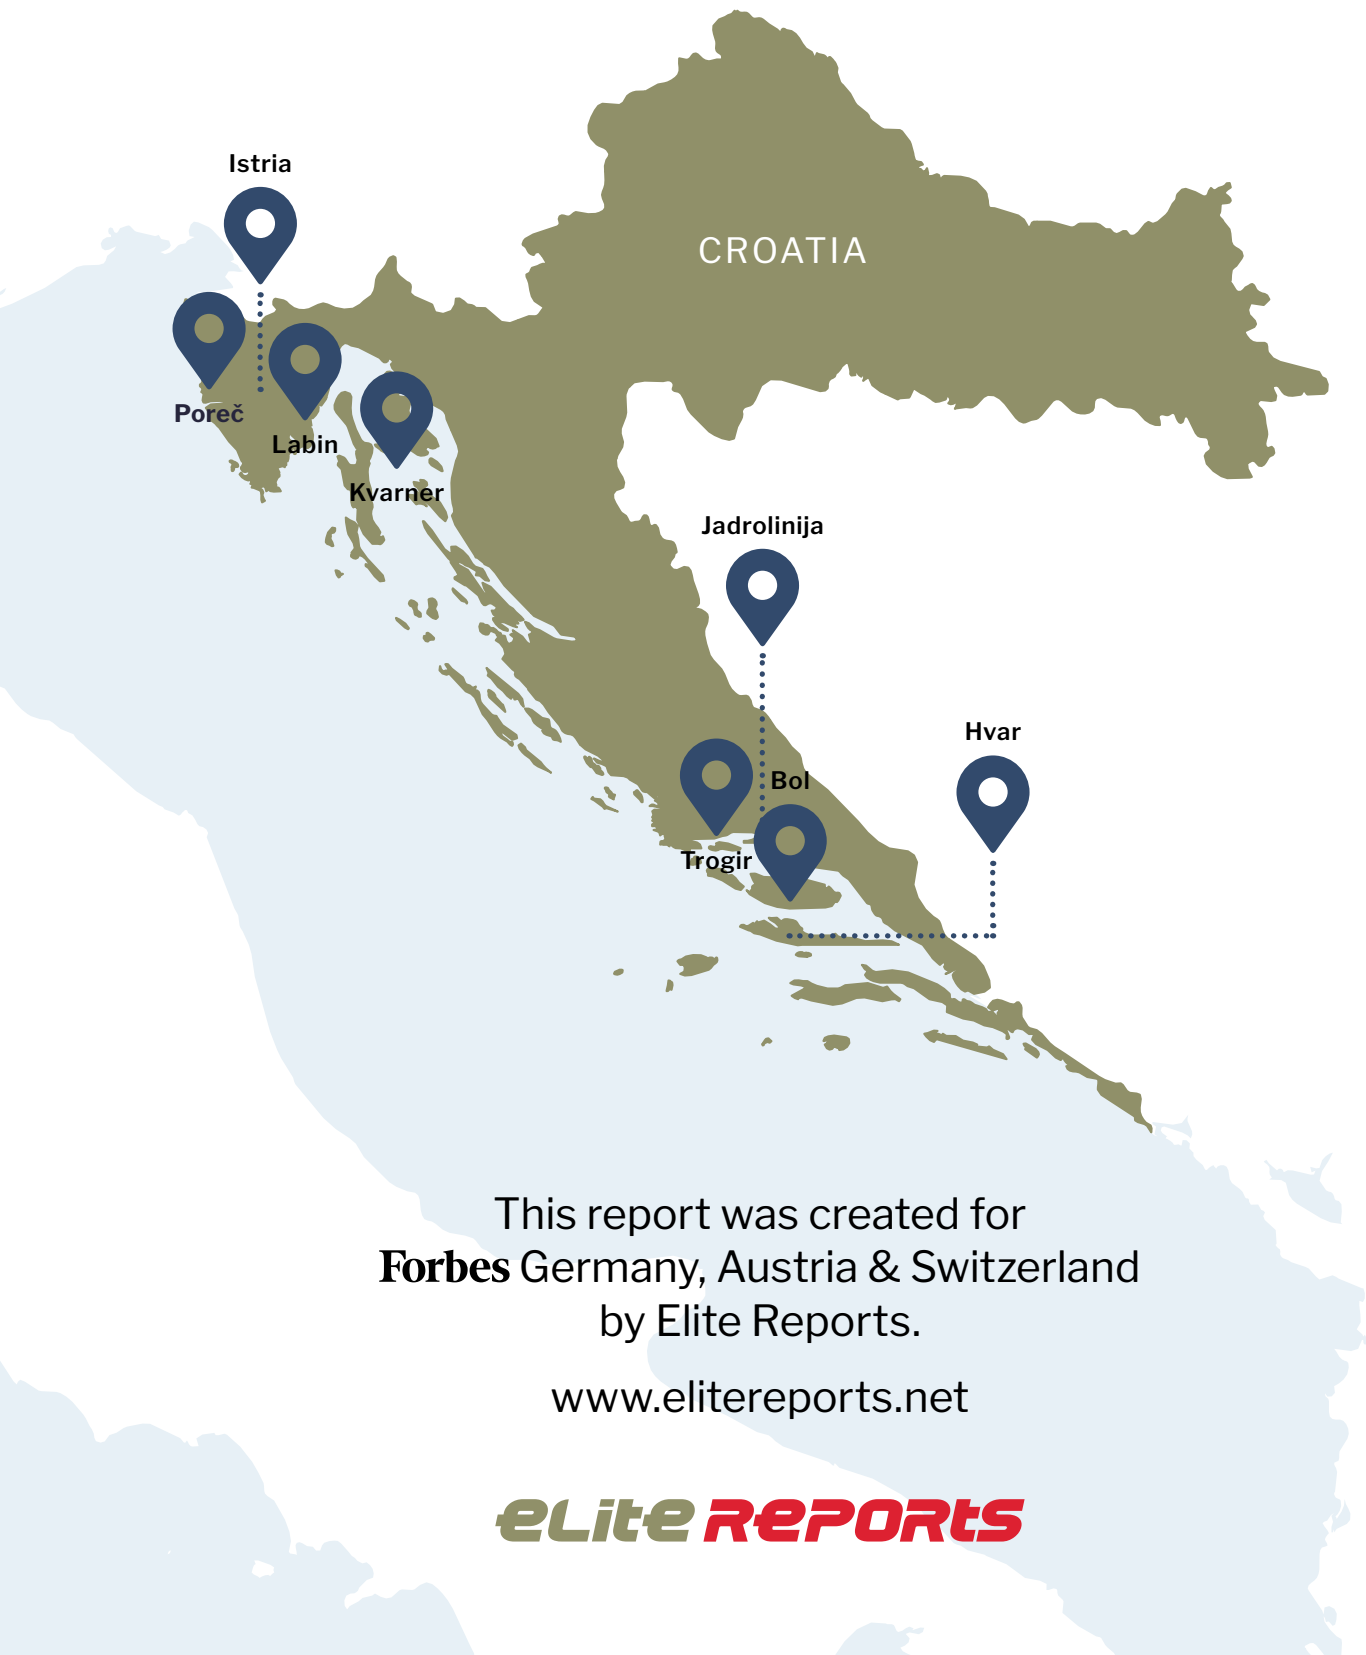 Istria
CROATIA
Poreč
Labin
Kvarner
Jadrolinija
Hvar
Bol
Trogir
This report was created for
Forbes Germany, Austria & Switzerland
by Elite Reports.
www.elitereports.net
eLite REPORtS